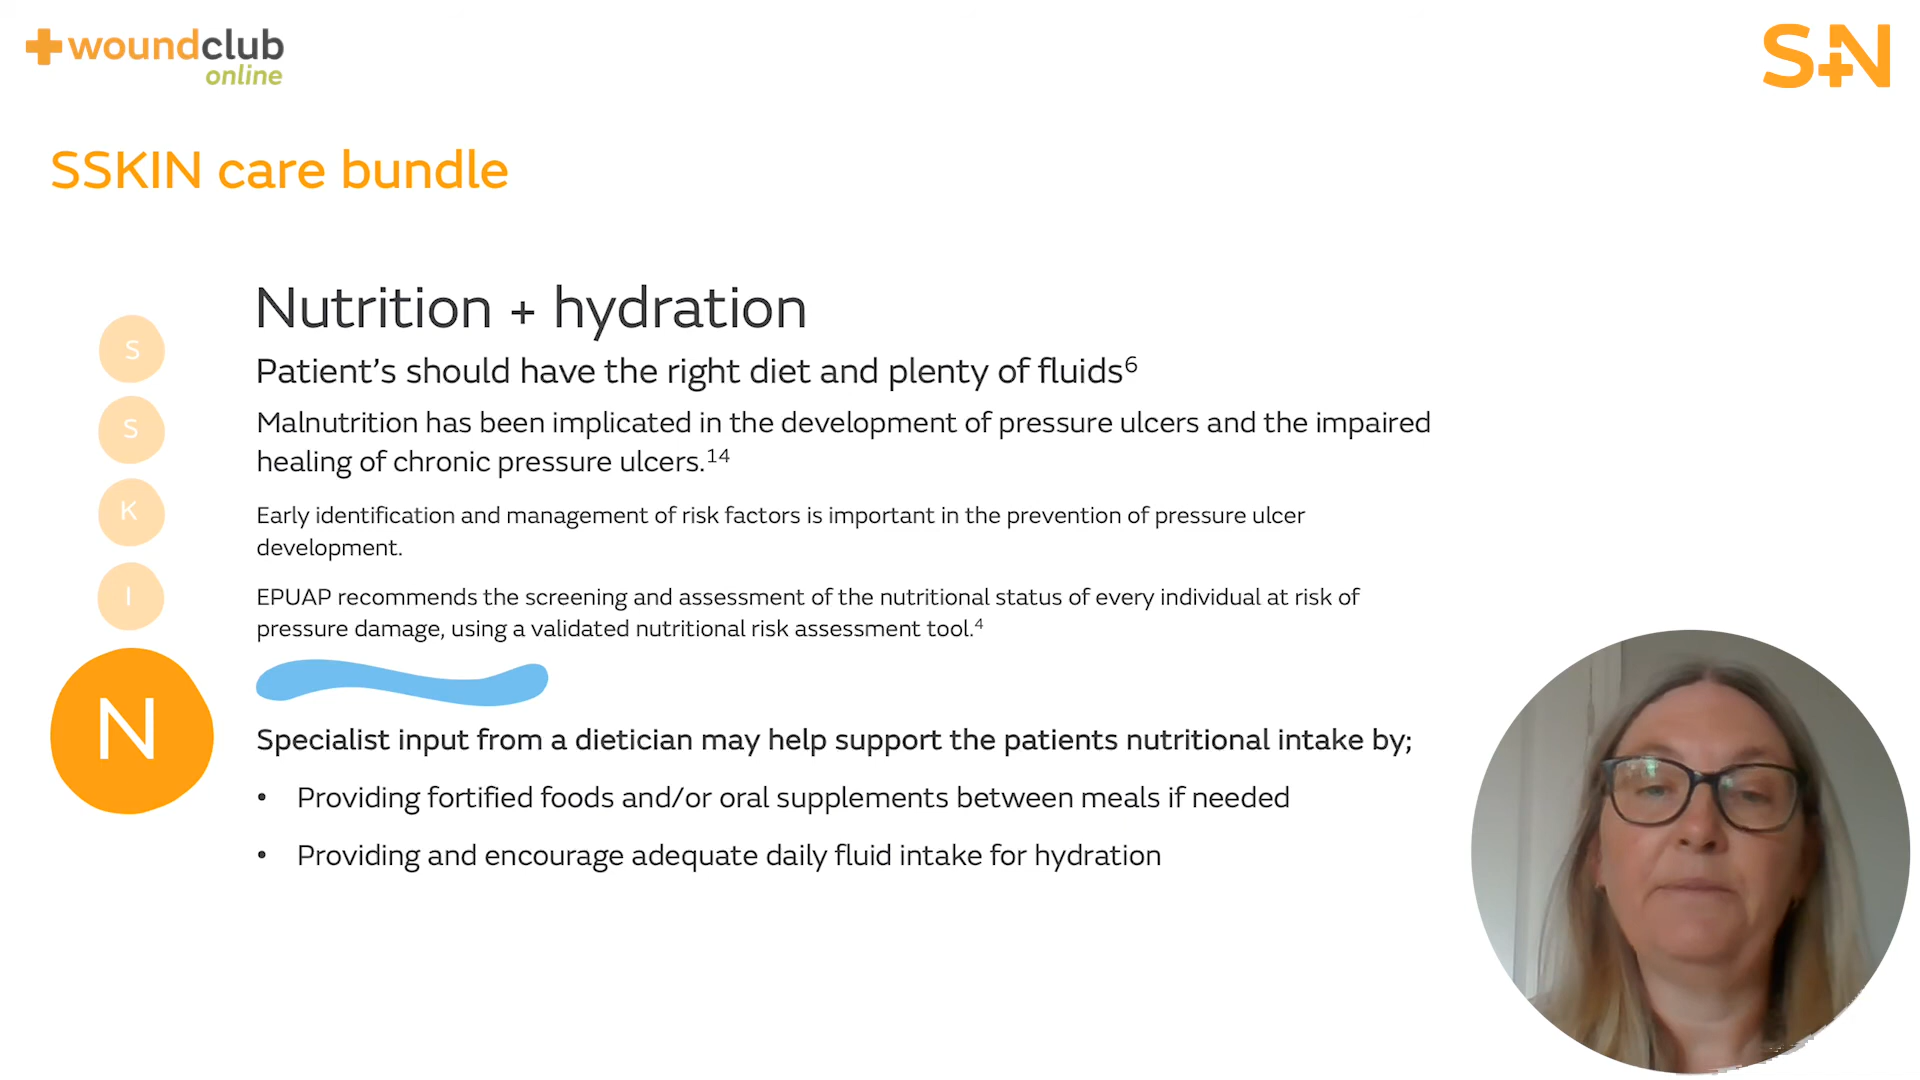 woundclub
online
S+N
SSKIN care bundle
Nutrition + hydration
Patient’s should have the right diet and plenty of fluids⁶
Malnutrition has been implicated in the development of pressure ulcers and the impaired
healing of chronic pressure ulcers.¹⁴
Early identification and management of risk factors is important in the prevention of pressure ulcer
development.
EPUAP recommends the screening and assessment of the nutritional status of every individual at risk of
pressure damage, using a validated nutritional risk assessment tool.⁴
S
S
K
I
N
Specialist input from a dietician may help support the patients nutritional intake by;
• Providing fortified foods and/or oral supplements between meals if needed
• Providing and encourage adequate daily fluid intake for hydration